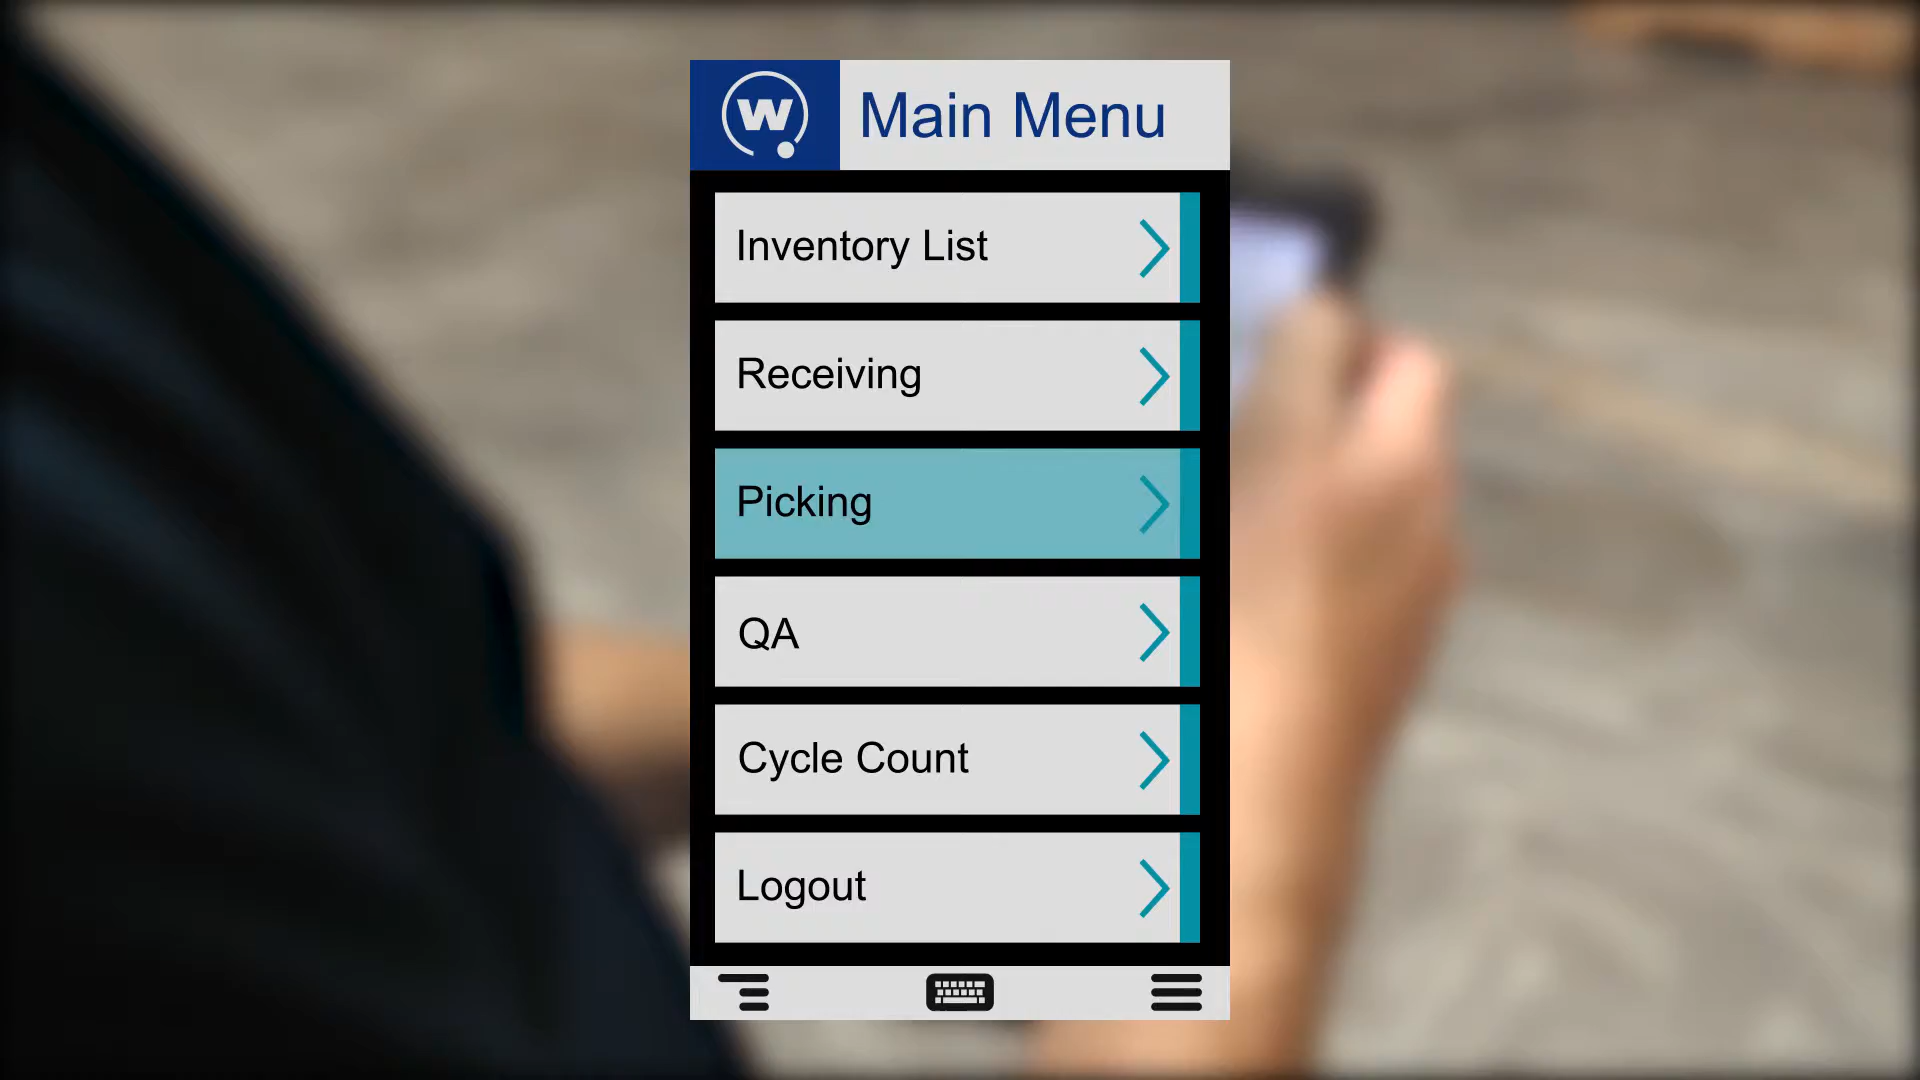 W
Main Menu
Inventory List
Receiving
Picking
QA
Cycle Count
Logout